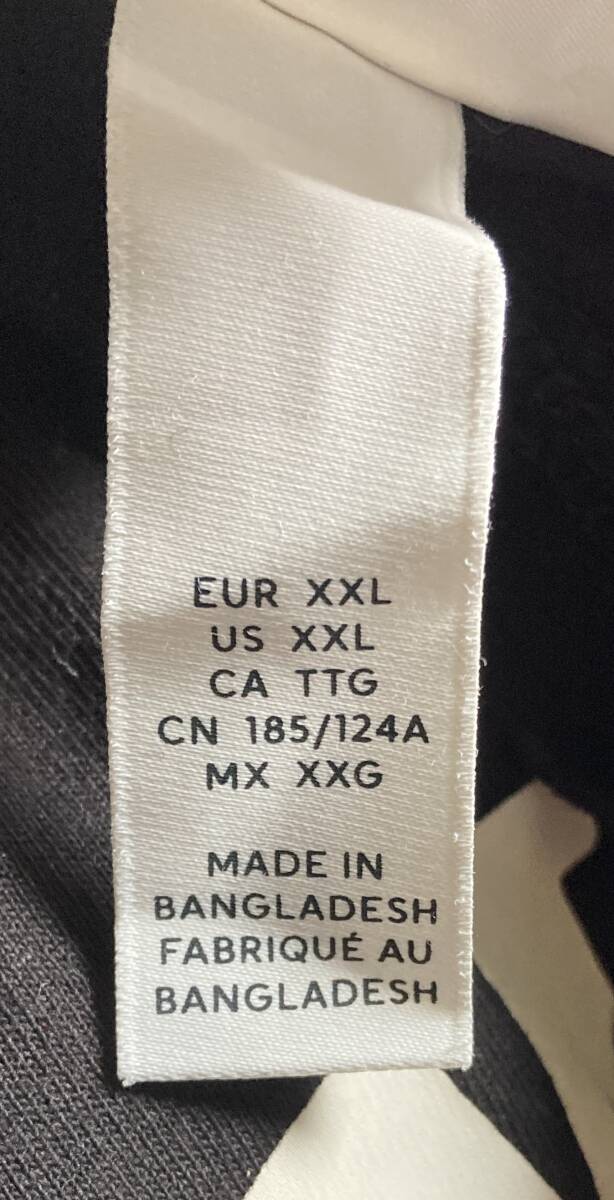 EUR XXL
US XXL
CA TTG
CN 185/124A
MX XXG
MADE IN
BANGLADESH
FABRIQUÉ AU
BANGLADESH